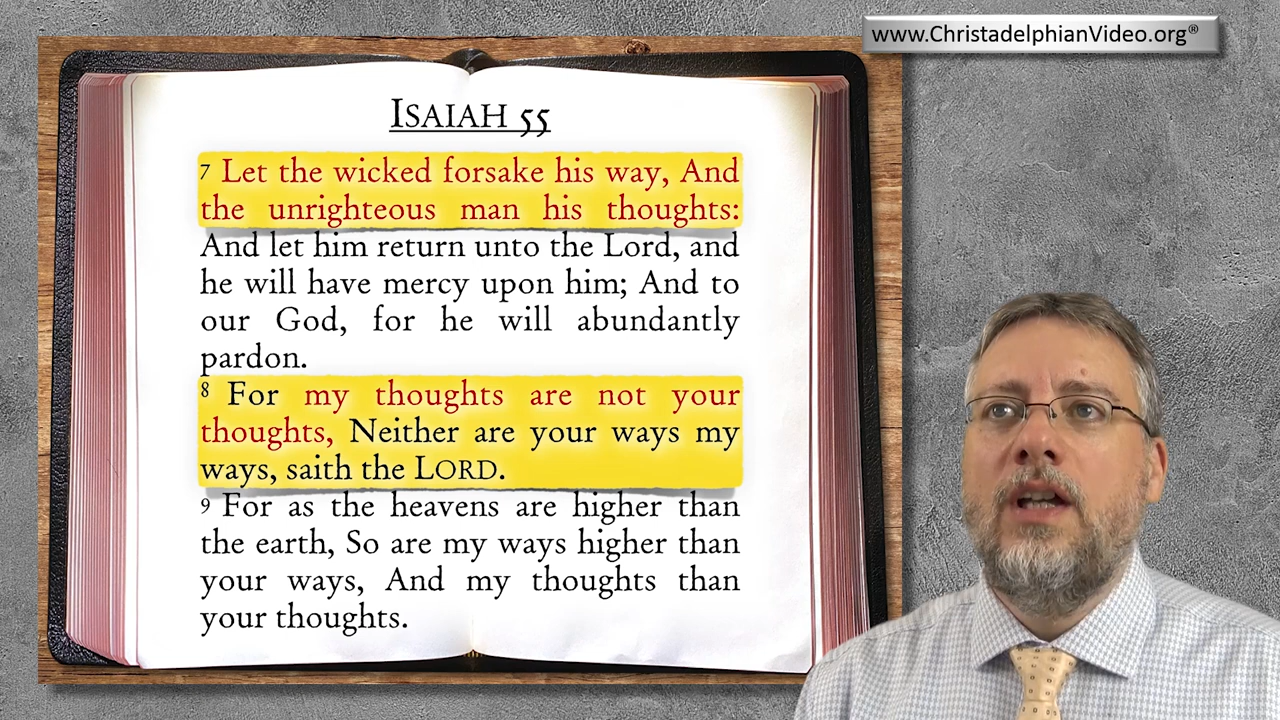 www.ChristadelphianVideo.org®
ISAIAH 55
7 Let the wicked forsake his way, And
the unrighteous man his thoughts:
And let him return unto the Lord, and
he will have mercy upon him; And to
our God, for he will abundantly
pardon.
8 For my thoughts are not your
thoughts, Neither are your ways my
ways, saith the LORD.
9 For as the heavens are higher than
the earth, So are my ways higher than
your ways, And my thoughts than
your thoughts.